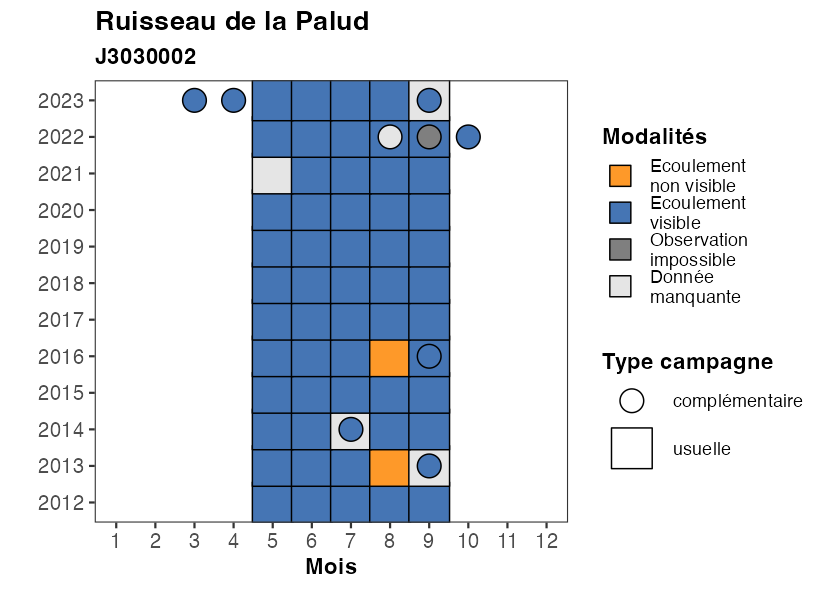 Ruisseau de la Palud
J3030002
2023
2022
2021
2020
2019
2018
2017
2016
2015
2014
2013
2012
1 2 3 4 5 6 7 8 9 10 11 12
Mois
Modalités
Ecoulement
non visible
Ecoulement
visible
Observation
impossible
Donnée
manquante
Type campagne
complémentaire
usuelle